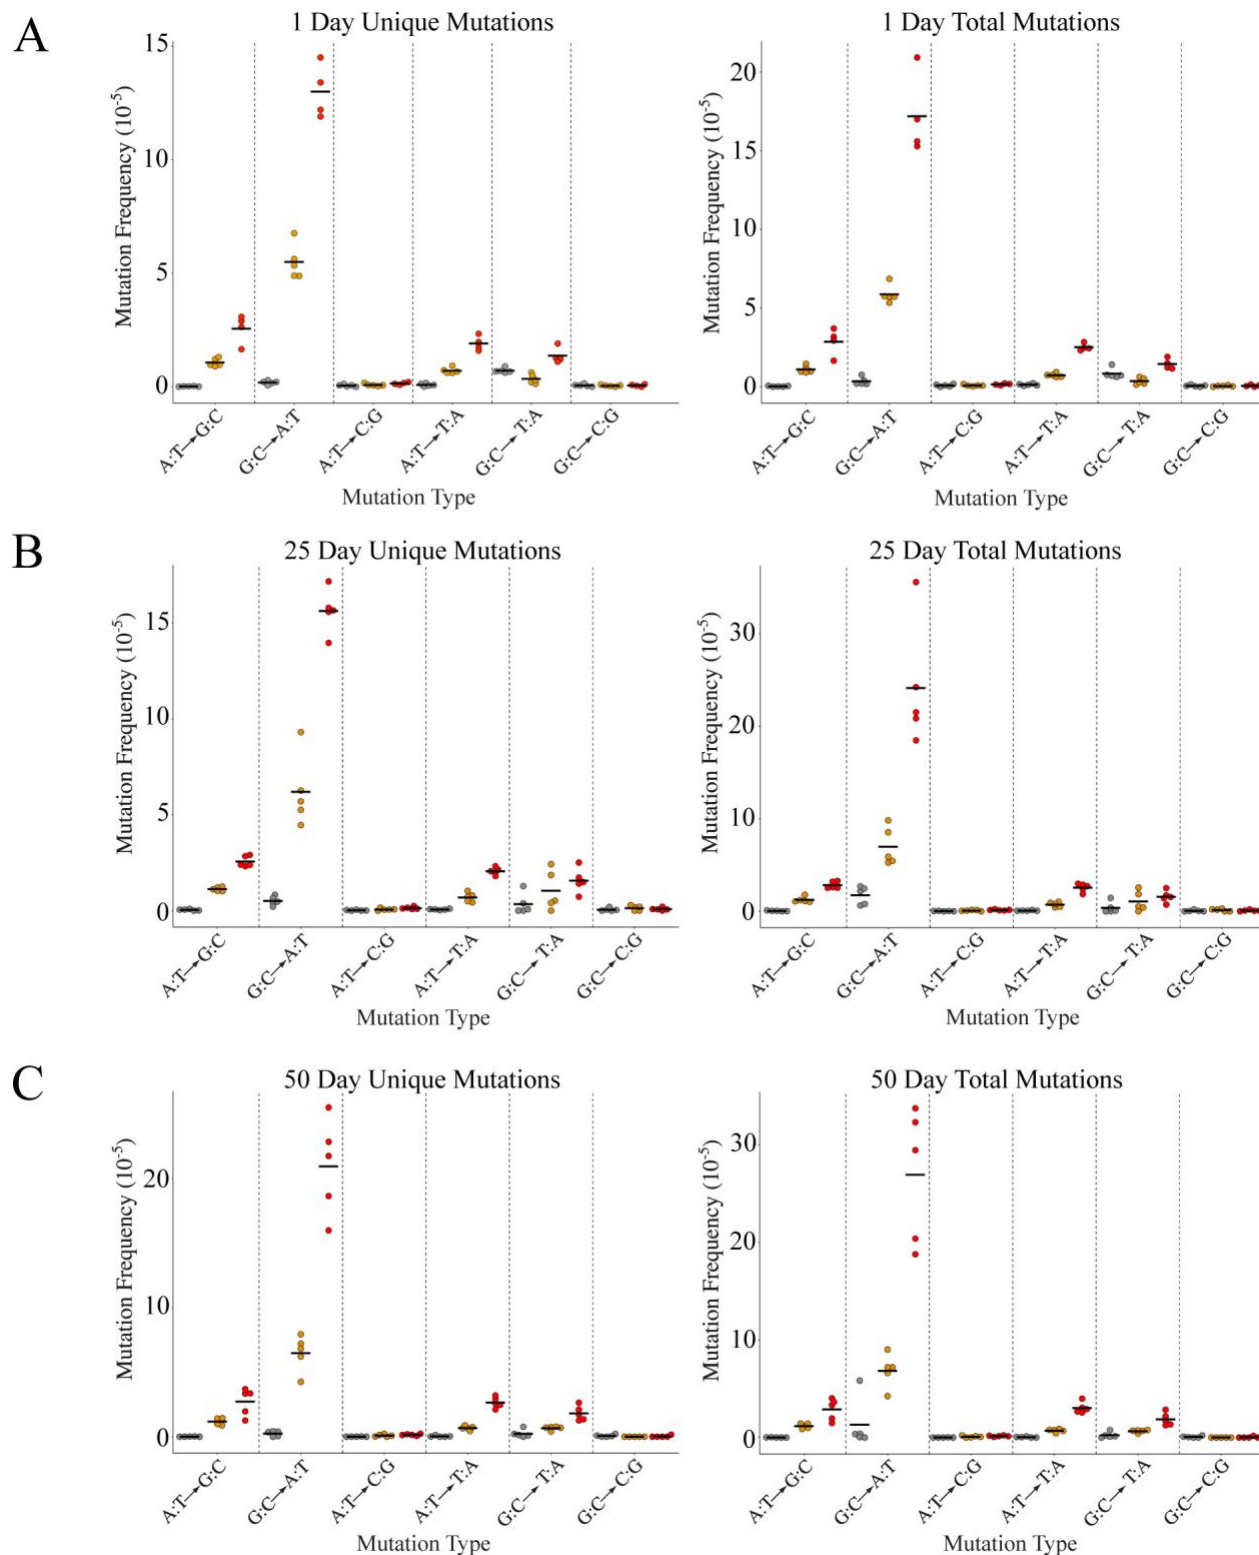 A
1 Day Unique Mutations
Mutation Frequency (10⁻⁵)
15
10
5
0
A:T→G:C
G:C→A:T
A:T→C:G
A:T→T:A
G:C→T:A
G:C→C:G
Mutation Type
1 Day Total Mutations
Mutation Frequency (10⁻⁵)
20
15
10
5
0
A:T→G:C
G:C→A:T
A:T→C:G
A:T→T:A
G:C→T:A
G:C→C:G
Mutation Type
B
25 Day Unique Mutations
Mutation Frequency (10⁻⁵)
15
10
5
0
A:T→G:C
G:C→A:T
A:T→C:G
A:T→T:A
G:C→T:A
G:C→C:G
Mutation Type
25 Day Total Mutations
Mutation Frequency (10⁻⁵)
30
20
10
0
A:T→G:C
G:C→A:T
A:T→C:G
A:T→T:A
G:C→T:A
G:C→C:G
Mutation Type
C
50 Day Unique Mutations
Mutation Frequency (10⁻⁵)
20
10
0
A:T→G:C
G:C→A:T
A:T→C:G
A:T→T:A
G:C→T:A
G:C→C:G
Mutation Type
50 Day Total Mutations
Mutation Frequency (10⁻⁵)
30
20
10
0
A:T→G:C
G:C→A:T
A:T→C:G
A:T→T:A
G:C→T:A
G:C→C:G
Mutation Type